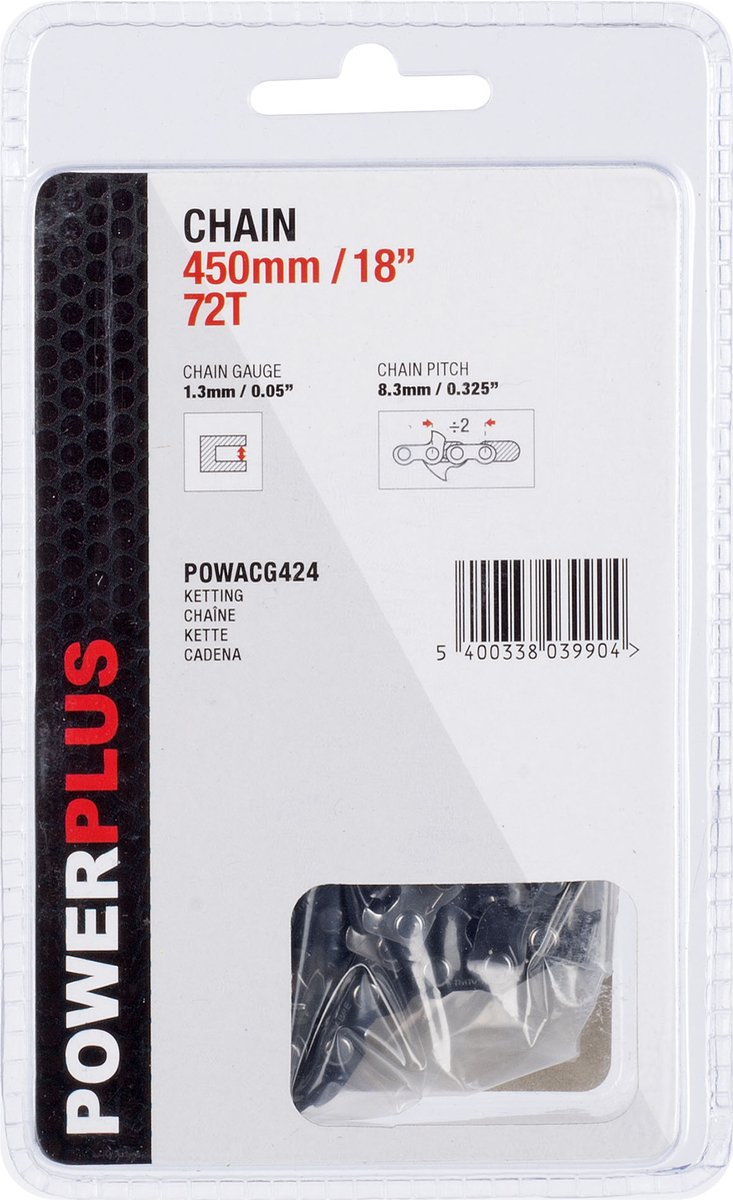 CHAIN
450mm / 18”
72T
CHAIN GAUGE
1.3mm / 0.05”
CHAIN PITCH
8.3mm / 0.325”
÷2
POWACG424
KETTING
CHAÎNE
KETTE
CADENA
5 400338 039904 >
POWERPLUS